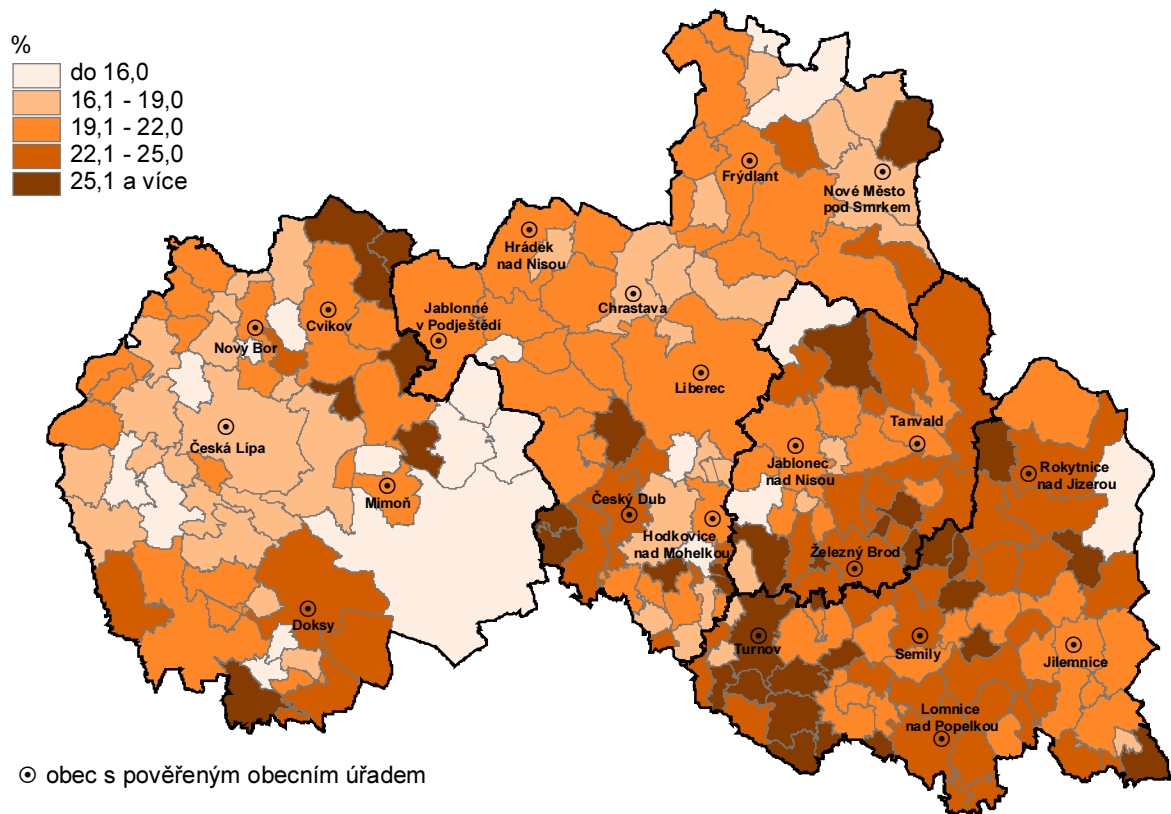 %
do 16,0
16,1 - 19,0
19,1 - 22,0
22,1 - 25,0
25,1 a více
Frýdlant
Nové Město
pod Smrkem
Hrádek
nad Nisou
Chrastava
Jablonné
v Podještědí
Cvikov
Nový Bor
Liberec
Česká Lípa
Tanvald
Jablonec
nad Nisou
Rokytnice
nad Jizerou
Mimoň
Český Dub
Hodkovice
nad Mohelkou
Železný Brod
Doksy
Turnov
Semily
Jilemnice
Lomnice
nad Popelkou
obec s pověřeným obecním úřadem